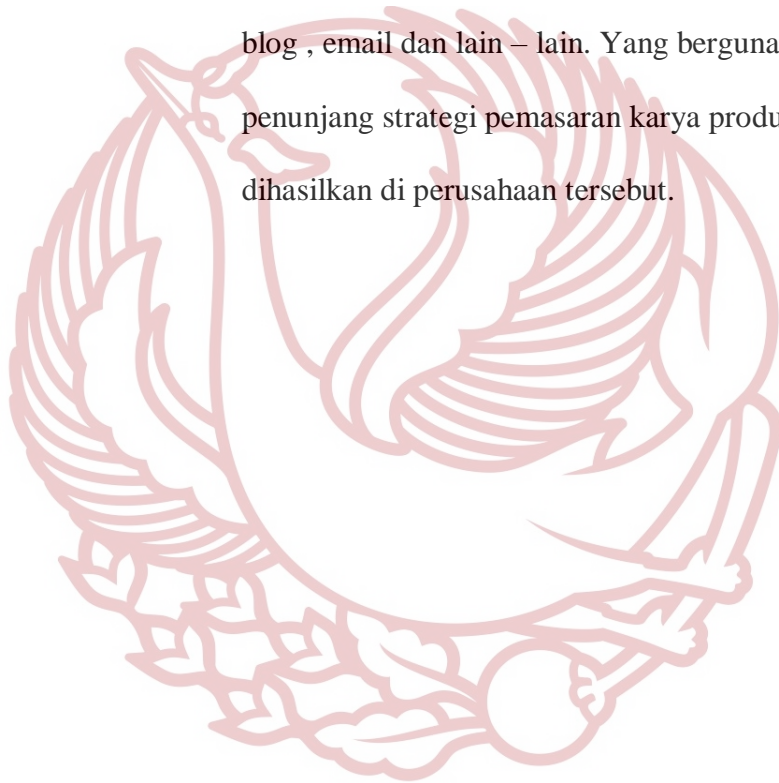 blog , email dan lain – lain. Yang berguna
penunjang strategi pemasaran karya produ
dihasilkan di perusahaan tersebut.